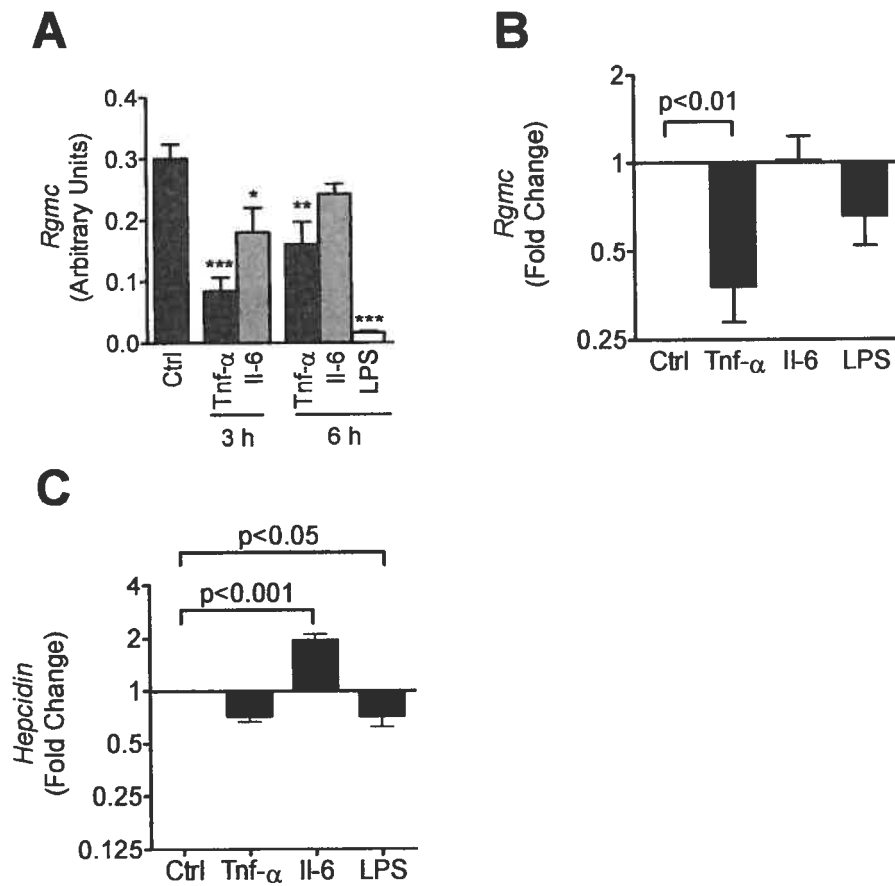 A
Rgmc
(Arbitrary Units)
0.4
0.3
0.2
0.1
0.0
***
*
**
***
Ctrl
Tnf-α
Il-6
Tnf-α
Il-6
LPS
3 h
6 h
B
Rgmc
(Fold Change)
2
1
0.5
0.25
p<0.01
Ctrl Tnf-α Il-6 LPS
C
Hepcidin
(Fold Change)
4
2
1
0.5
0.25
0.125
p<0.05
p<0.001
Ctrl Tnf-α Il-6 LPS